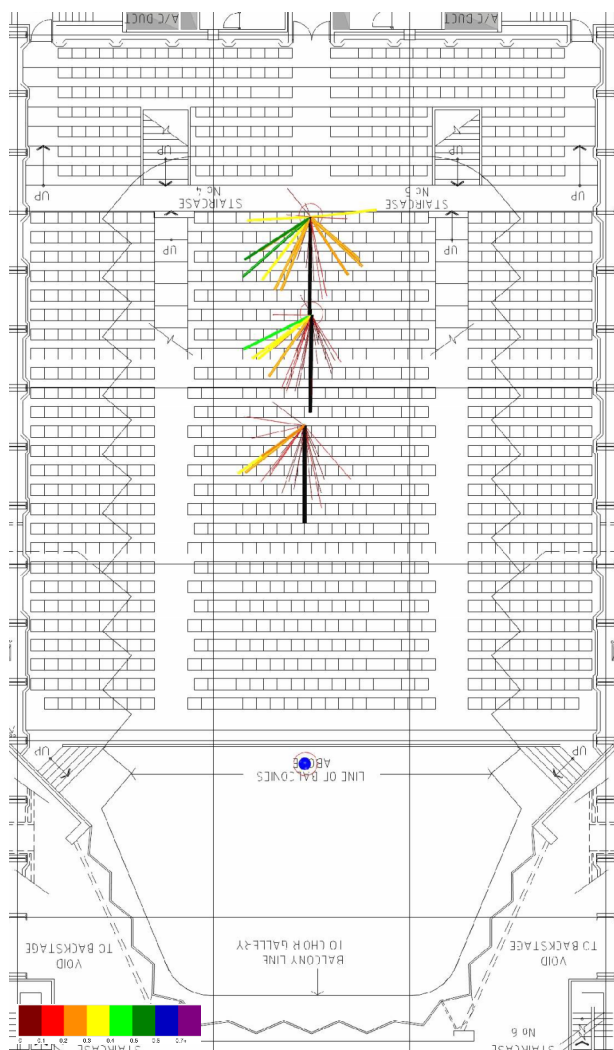 A/C DUCT
A/C DUCT
UP
UP
UP
UP
STAIRCASE
No 4
STAIRCASE
No 5
UP
UP
UP
UP
LINE OF BALCONIES
ABOVE
VOID
TO BACKSTAGE
BALCONY LINE
TO CHOR GALLERY
VOID
TO BACKSTAGE
STAIRCASE
STAIRCASE
No 6
0 0.1 0.2 0.3 0.4 0.5 0.6 0.7+